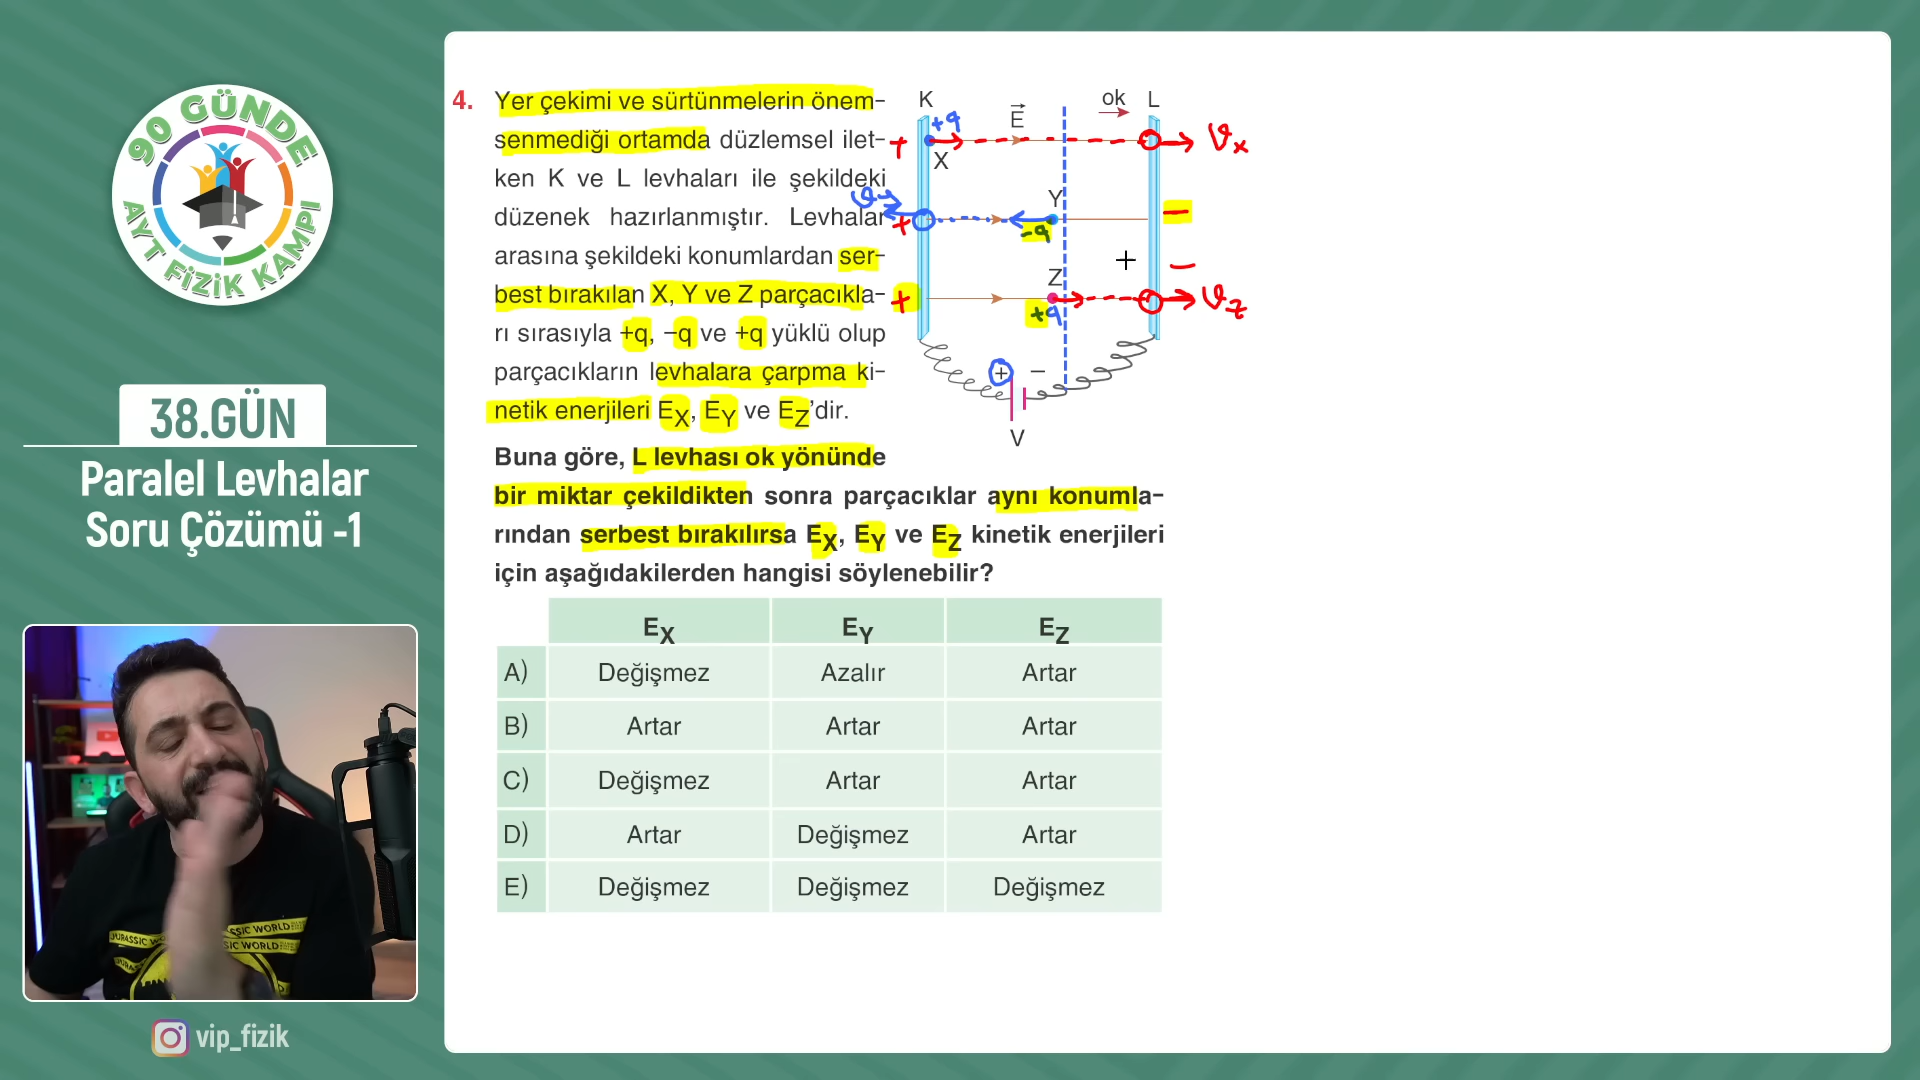 90 GÜNDE
AYT FİZİK KAMPI
38.GÜN
Paralel Levhalar
Soru Çözümü -1
vip_fizik
4. Yer çekimi ve sürtünmelerin önem-
senmediği ortamda düzlemsel ilet-
ken K ve L levhaları ile şekildeki
düzenek hazırlanmıştır. Levhalar
arasına şekildeki konumlardan ser-
best bırakılan X, Y ve Z parçacıkla-
rı sırasıyla +q, −q ve +q yüklü olup
parçacıkların levhalara çarpma ki-
netik enerjileri EX, EY ve EZ'dir.
K E ok L
+q
+ X ϑx
ϑ Y
+ -q −
+ −
Z
+ +q ϑz
+ −
V
Buna göre, L levhası ok yönünde
bir miktar çekildikten sonra parçacıklar aynı konumla-
rından serbest bırakılırsa EX, EY ve EZ kinetik enerjileri
için aşağıdakilerden hangisi söylenebilir?
EX EY EZ
A) Değişmez Azalır Artar
B) Artar Artar Artar
C) Değişmez Artar Artar
D) Artar Değişmez Artar
E) Değişmez Değişmez Değişmez